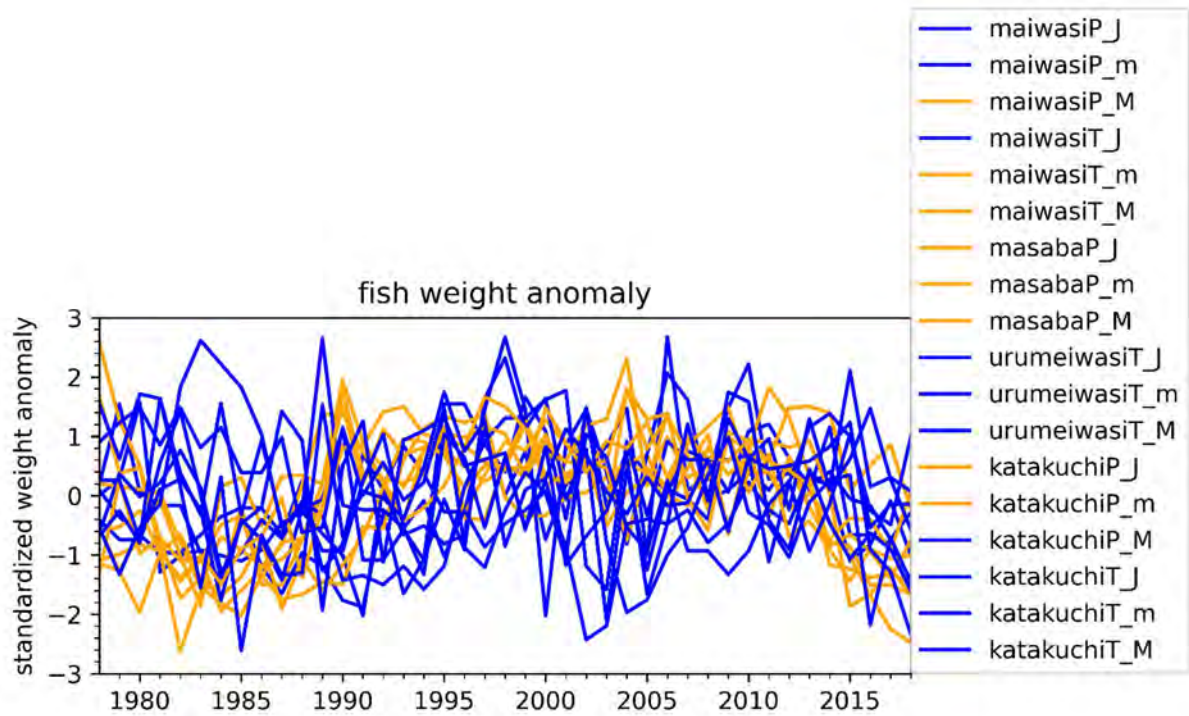 maiwasiP_J
maiwasiP_m
maiwasiP_M
maiwasiT_J
maiwasiT_m
maiwasiT_M
masabaP_J
masabaP_m
masabaP_M
urumeiwasiT_J
urumeiwasiT_m
urumeiwasiT_M
katakuchiP_J
katakuchiP_m
katakuchiP_M
katakuchiT_J
katakuchiT_m
katakuchiT_M
fish weight anomaly
standardized weight anomaly
3
2
1
0
−1
−2
−3
1980 1985 1990 1995 2000 2005 2010 2015